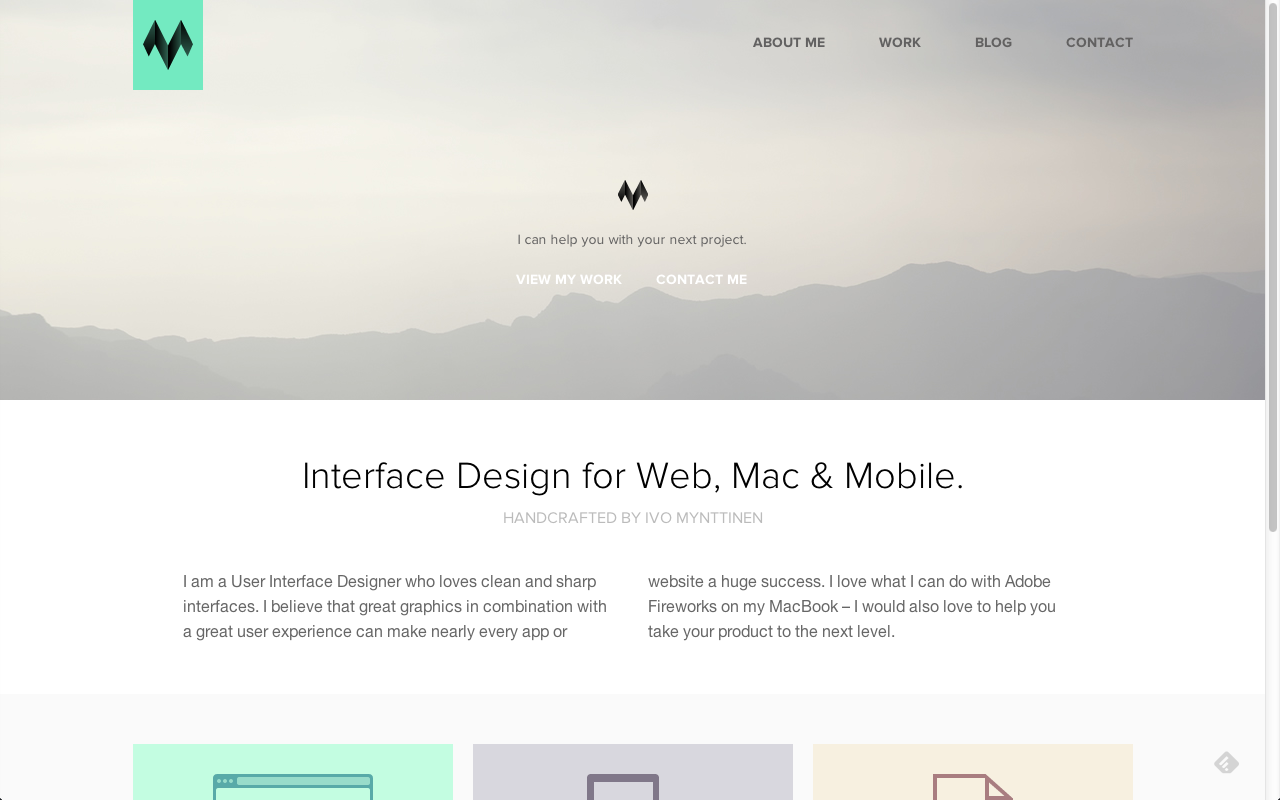 ABOUT ME WORK BLOG CONTACT
I can help you with your next project.
VIEW MY WORK CONTACT ME
Interface Design for Web, Mac & Mobile.
HANDCRAFTED BY IVO MYNTTINEN
I am a User Interface Designer who loves clean and sharp
interfaces. I believe that great graphics in combination with
a great user experience can make nearly every app or
website a huge success. I love what I can do with Adobe
Fireworks on my MacBook – I would also love to help you
take your product to the next level.